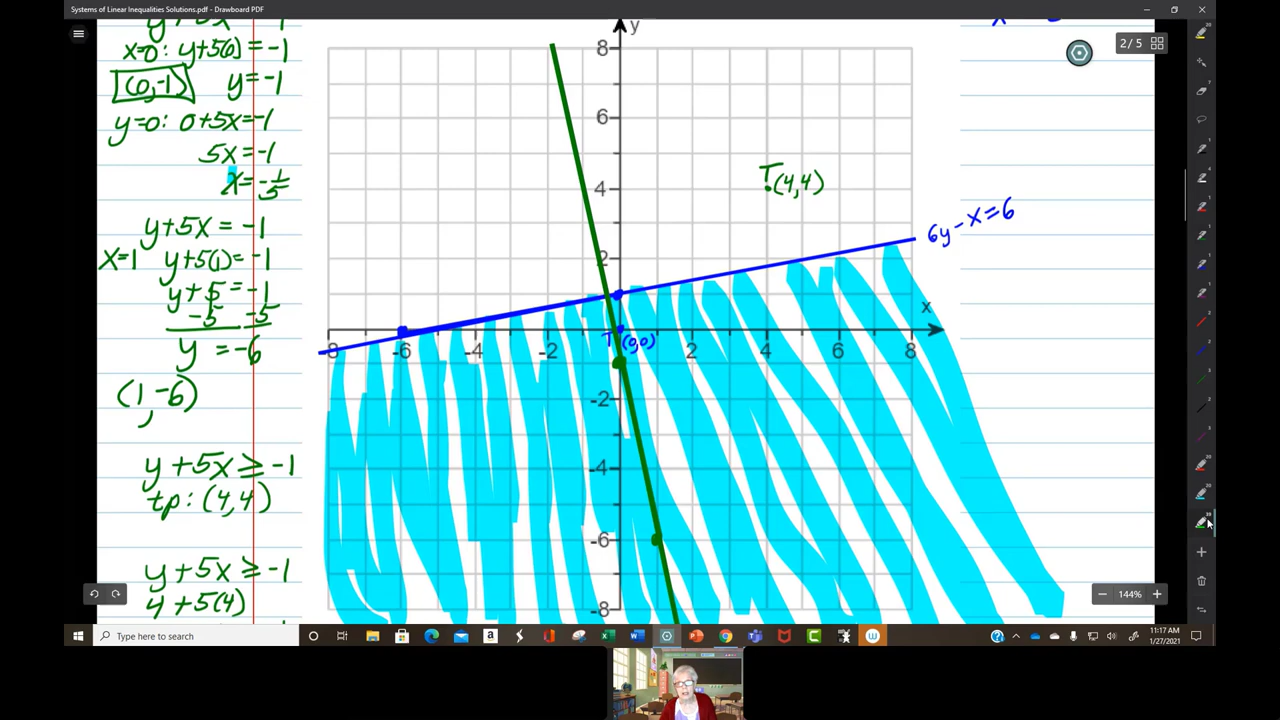 Systems of Linear Inequalities Solutions.pdf - Drawboard PDF
2/5
y+5x = -1
x=0: y+5(0) = -1
(0,-1) y = -1
y=0: 0+5x=-1
5x = -1
x = -1/5
y+5x = -1
x=1 y+5(1) = -1
y + 5 = -1
-5 -5
y = -6
(1,-6)
y+5x ≥ -1
tp: (4,4)
y+5x ≥ -1
4+5(4)
y
8
6
4
2
T(4,4)
6y-x=6
x
-8 -6 -4 -2 2 4 6 8
T(0,0)
-2
-4
-6
-8
144%
Type here to search
11:17 AM
1/27/2021